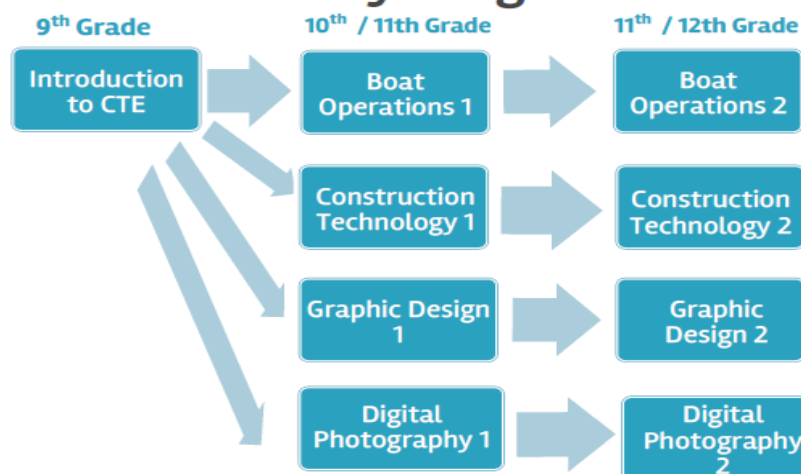 9th Grade
10th / 11th Grade
11th / 12th Grade
Introduction
to CTE
Boat
Operations 1
Boat
Operations 2
Construction
Technology 1
Construction
Technology 2
Graphic Design
1
Graphic
Design 2
Digital
Photography 1
Digital
Photography
2